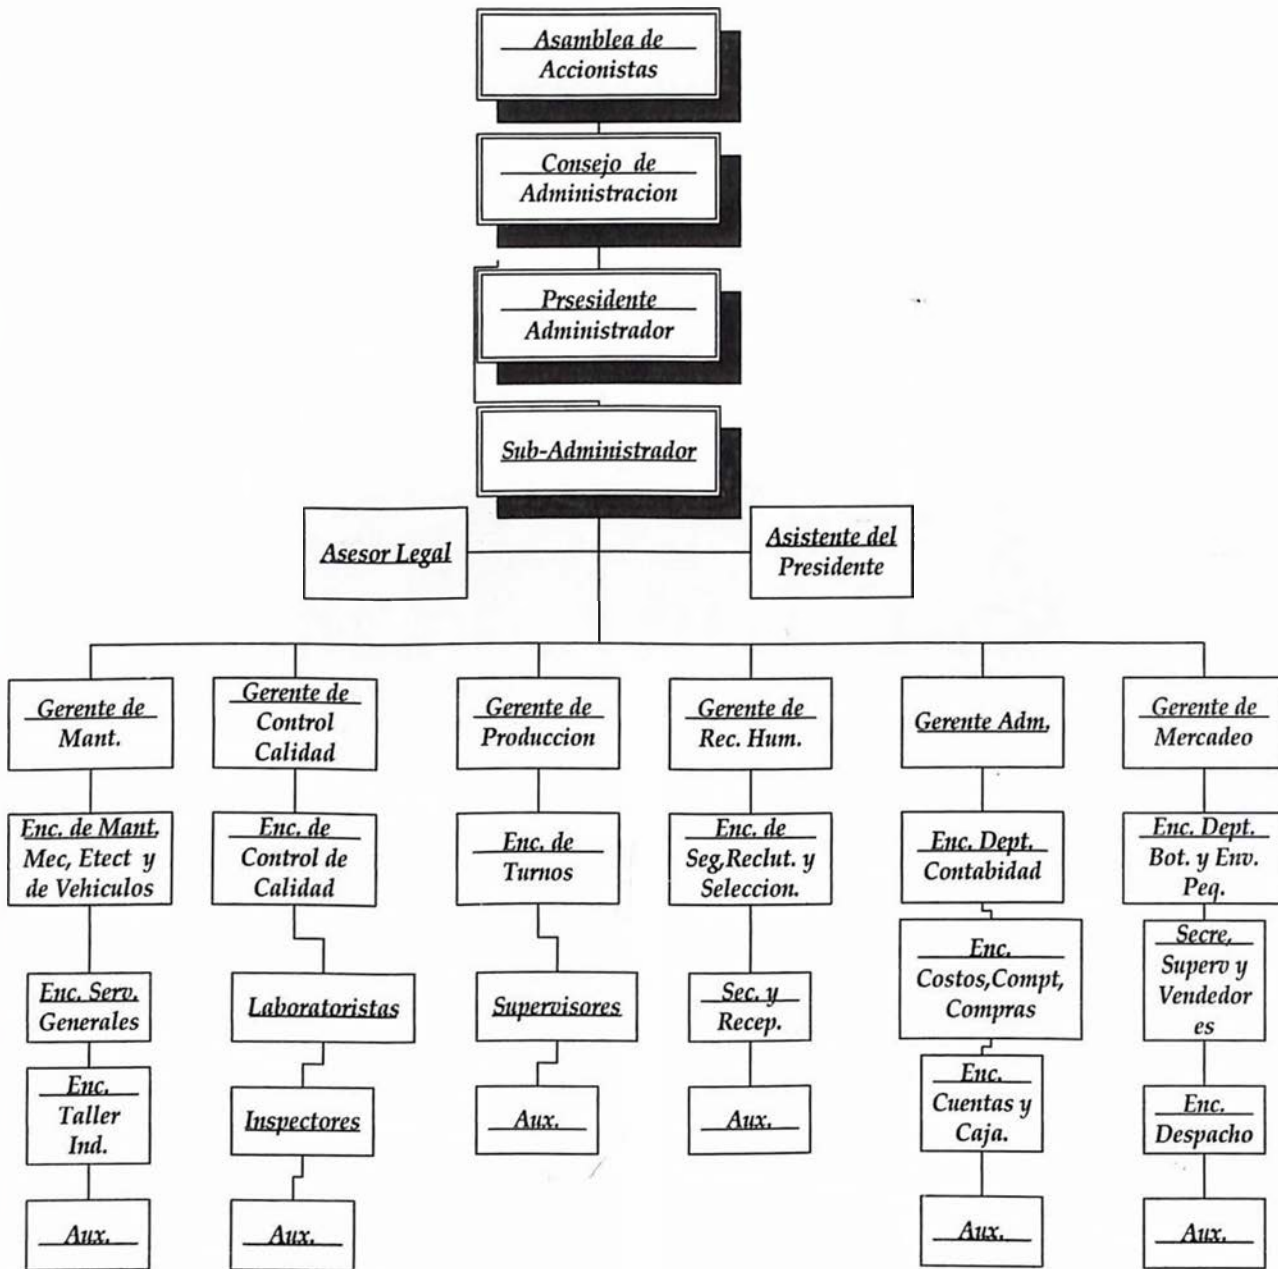 Asamblea de
Accionistas
Consejo de
Administracion
Prsesidente
Administrador
Sub-Administrador
Asesor Legal
Asistente del
Presidente
Gerente de
Mant.
Gerente de
Control
Calidad
Gerente de
Produccion
Gerente de
Rec. Hum.
Gerente Adm.
Gerente de
Mercadeo
Enc. de Mant.
Mec, Etect y
de Vehiculos
Enc. de
Control de
Calidad
Enc. de
Turnos
Enc. de
Seg,Reclut. y
Seleccion.
Enc. Dept.
Contabidad
Enc. Dept.
Bot. y Env.
Peq.
Enc. Serv.
Generales
Laboratoristas
Supervisores
Sec. y
Recep.
Enc.
Costos,Compt,
Compras
Secre,
Superv y
Vendedor
es
Enc.
Taller
Ind.
Inspectores
Aux.
Aux.
Enc.
Cuentas y
Caja.
Enc.
Despacho
Aux.
Aux.
Aux.
Aux.